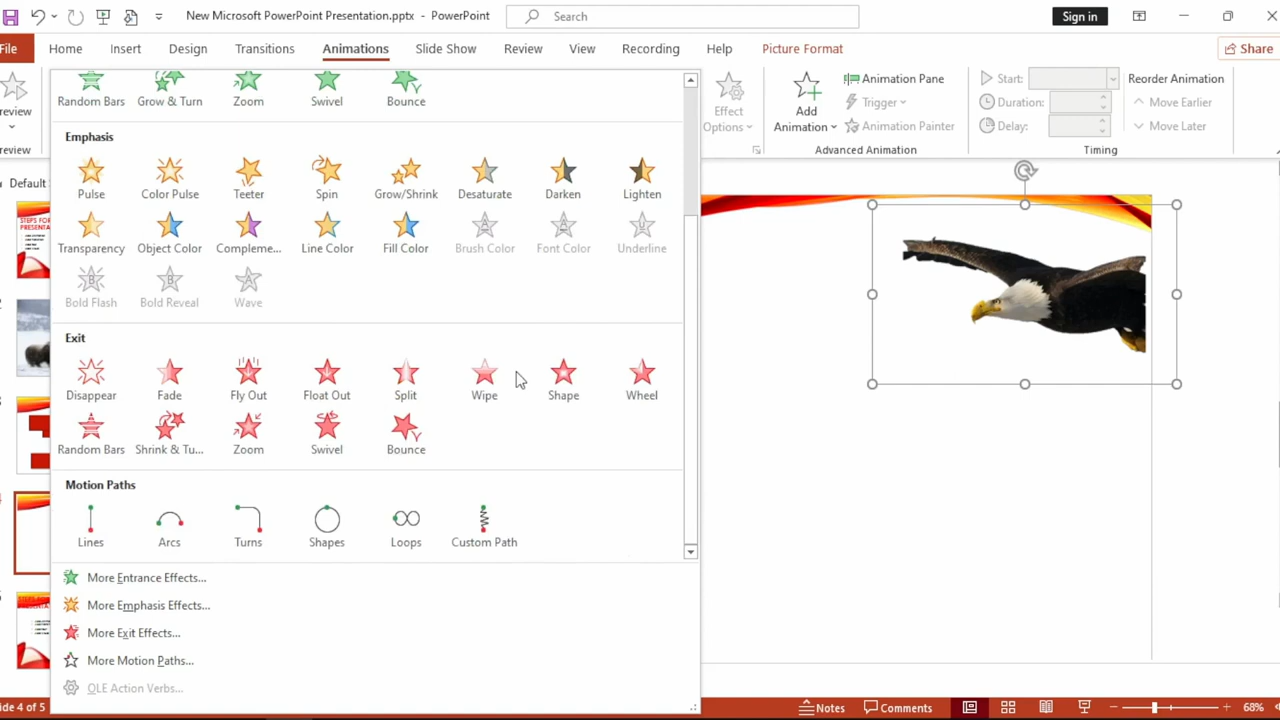 New Microsoft PowerPoint Presentation.pptx - PowerPoint
Search
Sign in
File Home Insert Design Transitions Animations Slide Show Review View Recording Help Picture Format
Share
review
review
Random Bars Grow & Turn Zoom Swivel Bounce
Effect
Options
Add
Animation
Animation Pane
Trigger
Animation Painter
Advanced Animation
Start:
Duration:
Delay:
Timing
Reorder Animation
Move Earlier
Move Later
Default
Emphasis
Pulse Color Pulse Teeter Spin Grow/Shrink Desaturate Darken Lighten
Transparency Object Color Compleme... Line Color Fill Color Brush Color Font Color Underline
Bold Flash Bold Reveal Wave
Exit
Disappear Fade Fly Out Float Out Split Wipe Shape Wheel
Random Bars Shrink & Tu... Zoom Swivel Bounce
Motion Paths
Lines Arcs Turns Shapes Loops Custom Path
More Entrance Effects...
More Emphasis Effects...
More Exit Effects...
More Motion Paths...
OLE Action Verbs...
STEPS FOR
PRESENTA
2
3
4
5
ide 4 of 5
Notes
Comments
68%